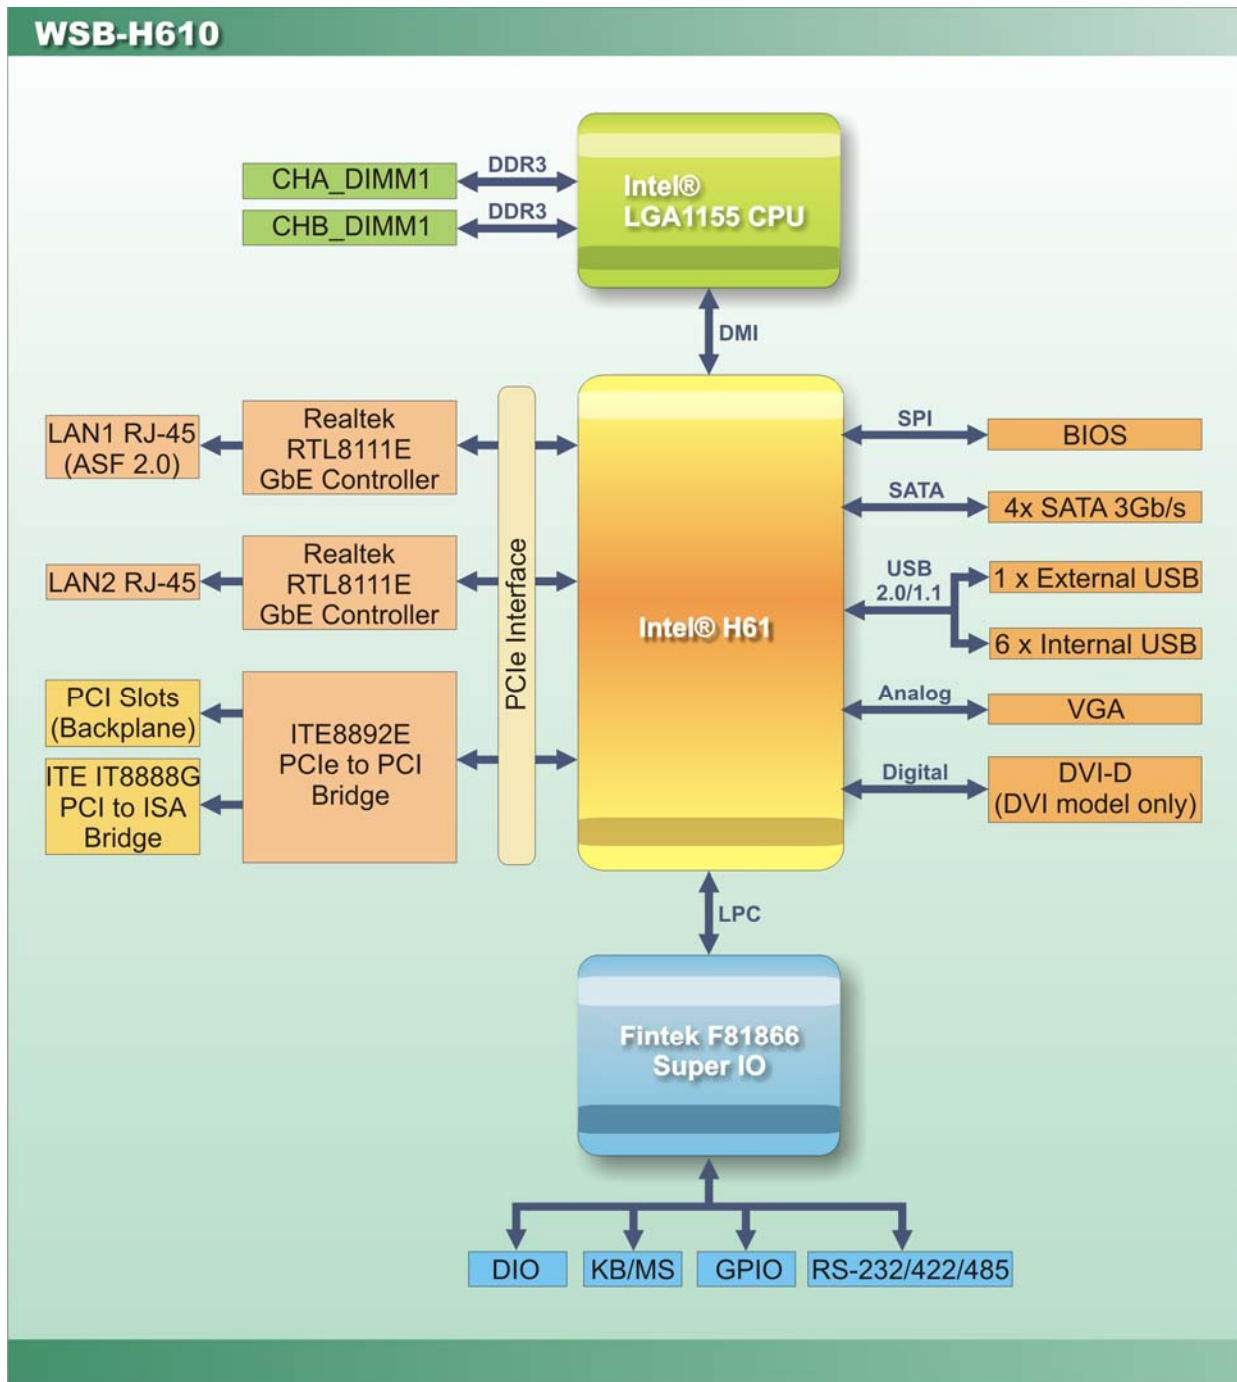 WSB-H610
CHA_DIMM1
DDR3
CHB_DIMM1
DDR3
Intel®
LGA1155 CPU
DMI
LAN1 RJ-45
(ASF 2.0)
Realtek
RTL8111E
GbE Controller
LAN2 RJ-45
Realtek
RTL8111E
GbE Controller
PCI Slots
(Backplane)
ITE IT8888G
PCI to ISA
Bridge
ITE8892E
PCIe to PCI
Bridge
PCIe Interface
Intel® H61
SPI
BIOS
SATA
4x SATA 3Gb/s
USB
2.0/1.1
1 x External USB
6 x Internal USB
Analog
VGA
Digital
DVI-D
(DVI model only)
LPC
Fintek F81866
Super IO
DIO
KB/MS
GPIO
RS-232/422/485